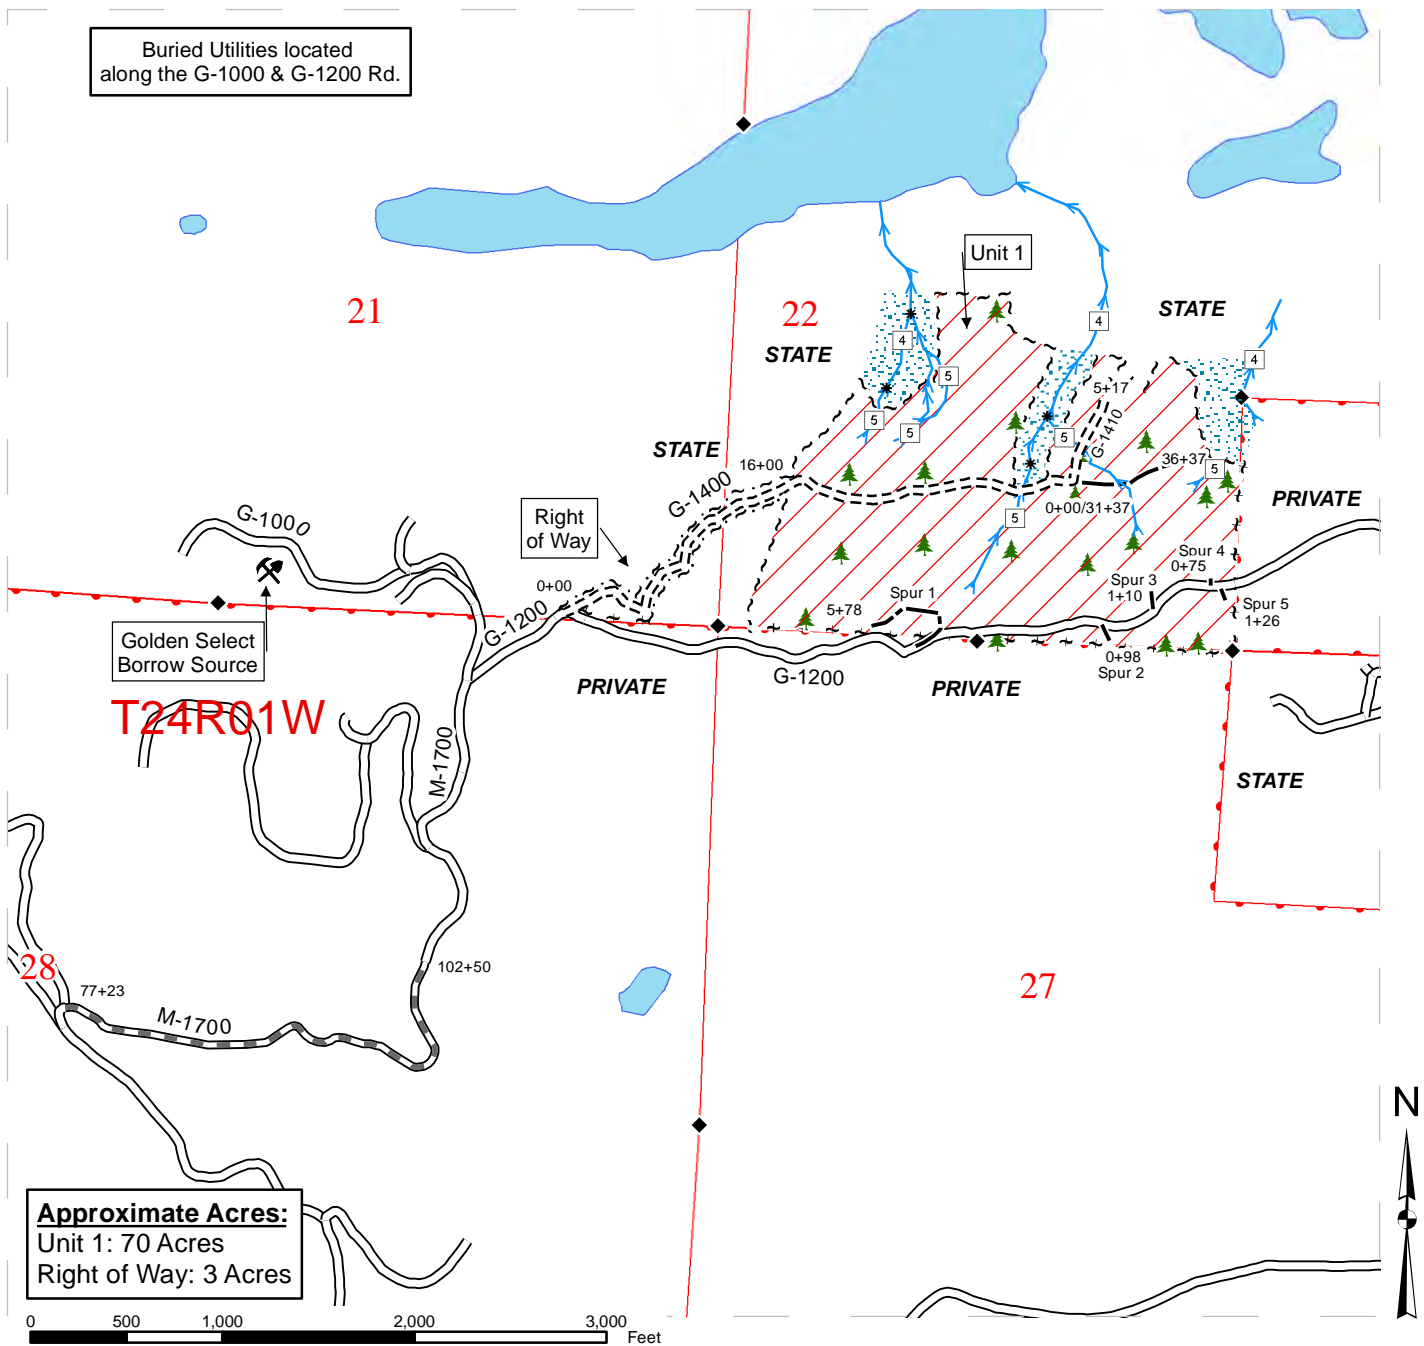 Buried Utilities located
along the G-1000 & G-1200 Rd.
Unit 1
21
22
STATE
STATE
4
4
4
5
5
5
5+17
G-1410
5
STATE
16+00
36+37
5
G-1400
0+00/31+37
5
PRIVATE
G-1000
Right
of Way
0+00
Spur 4
0+75
Spur 3
1+10
Spur 1
5+78
Spur 5
1+26
G-1200
Golden Select
Borrow Source
0+98
Spur 2
G-1200
PRIVATE
PRIVATE
T24R01W
M-1700
STATE
28
77+23
102+50
27
M-1700
N
Approximate Acres:
Unit 1: 70 Acres
Right of Way: 3 Acres
0 500 1,000 2,000 3,000
Feet